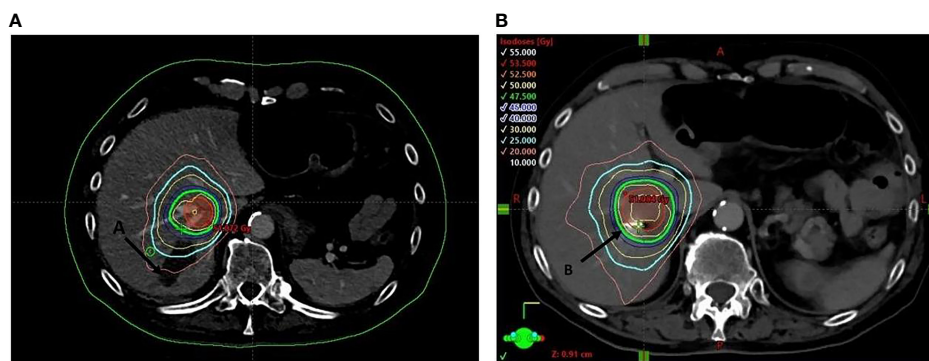 A
B
Isodoses [Gy]
✓ 55.000
✓ 53.500
✓ 52.500
✓ 50.000
✓ 47.500
✓ 45.000
✓ 40.000
✓ 30.000
✓ 25.000
✓ 20.000
10.000
A
R
L
A
B
R
Z: 0.91 cm